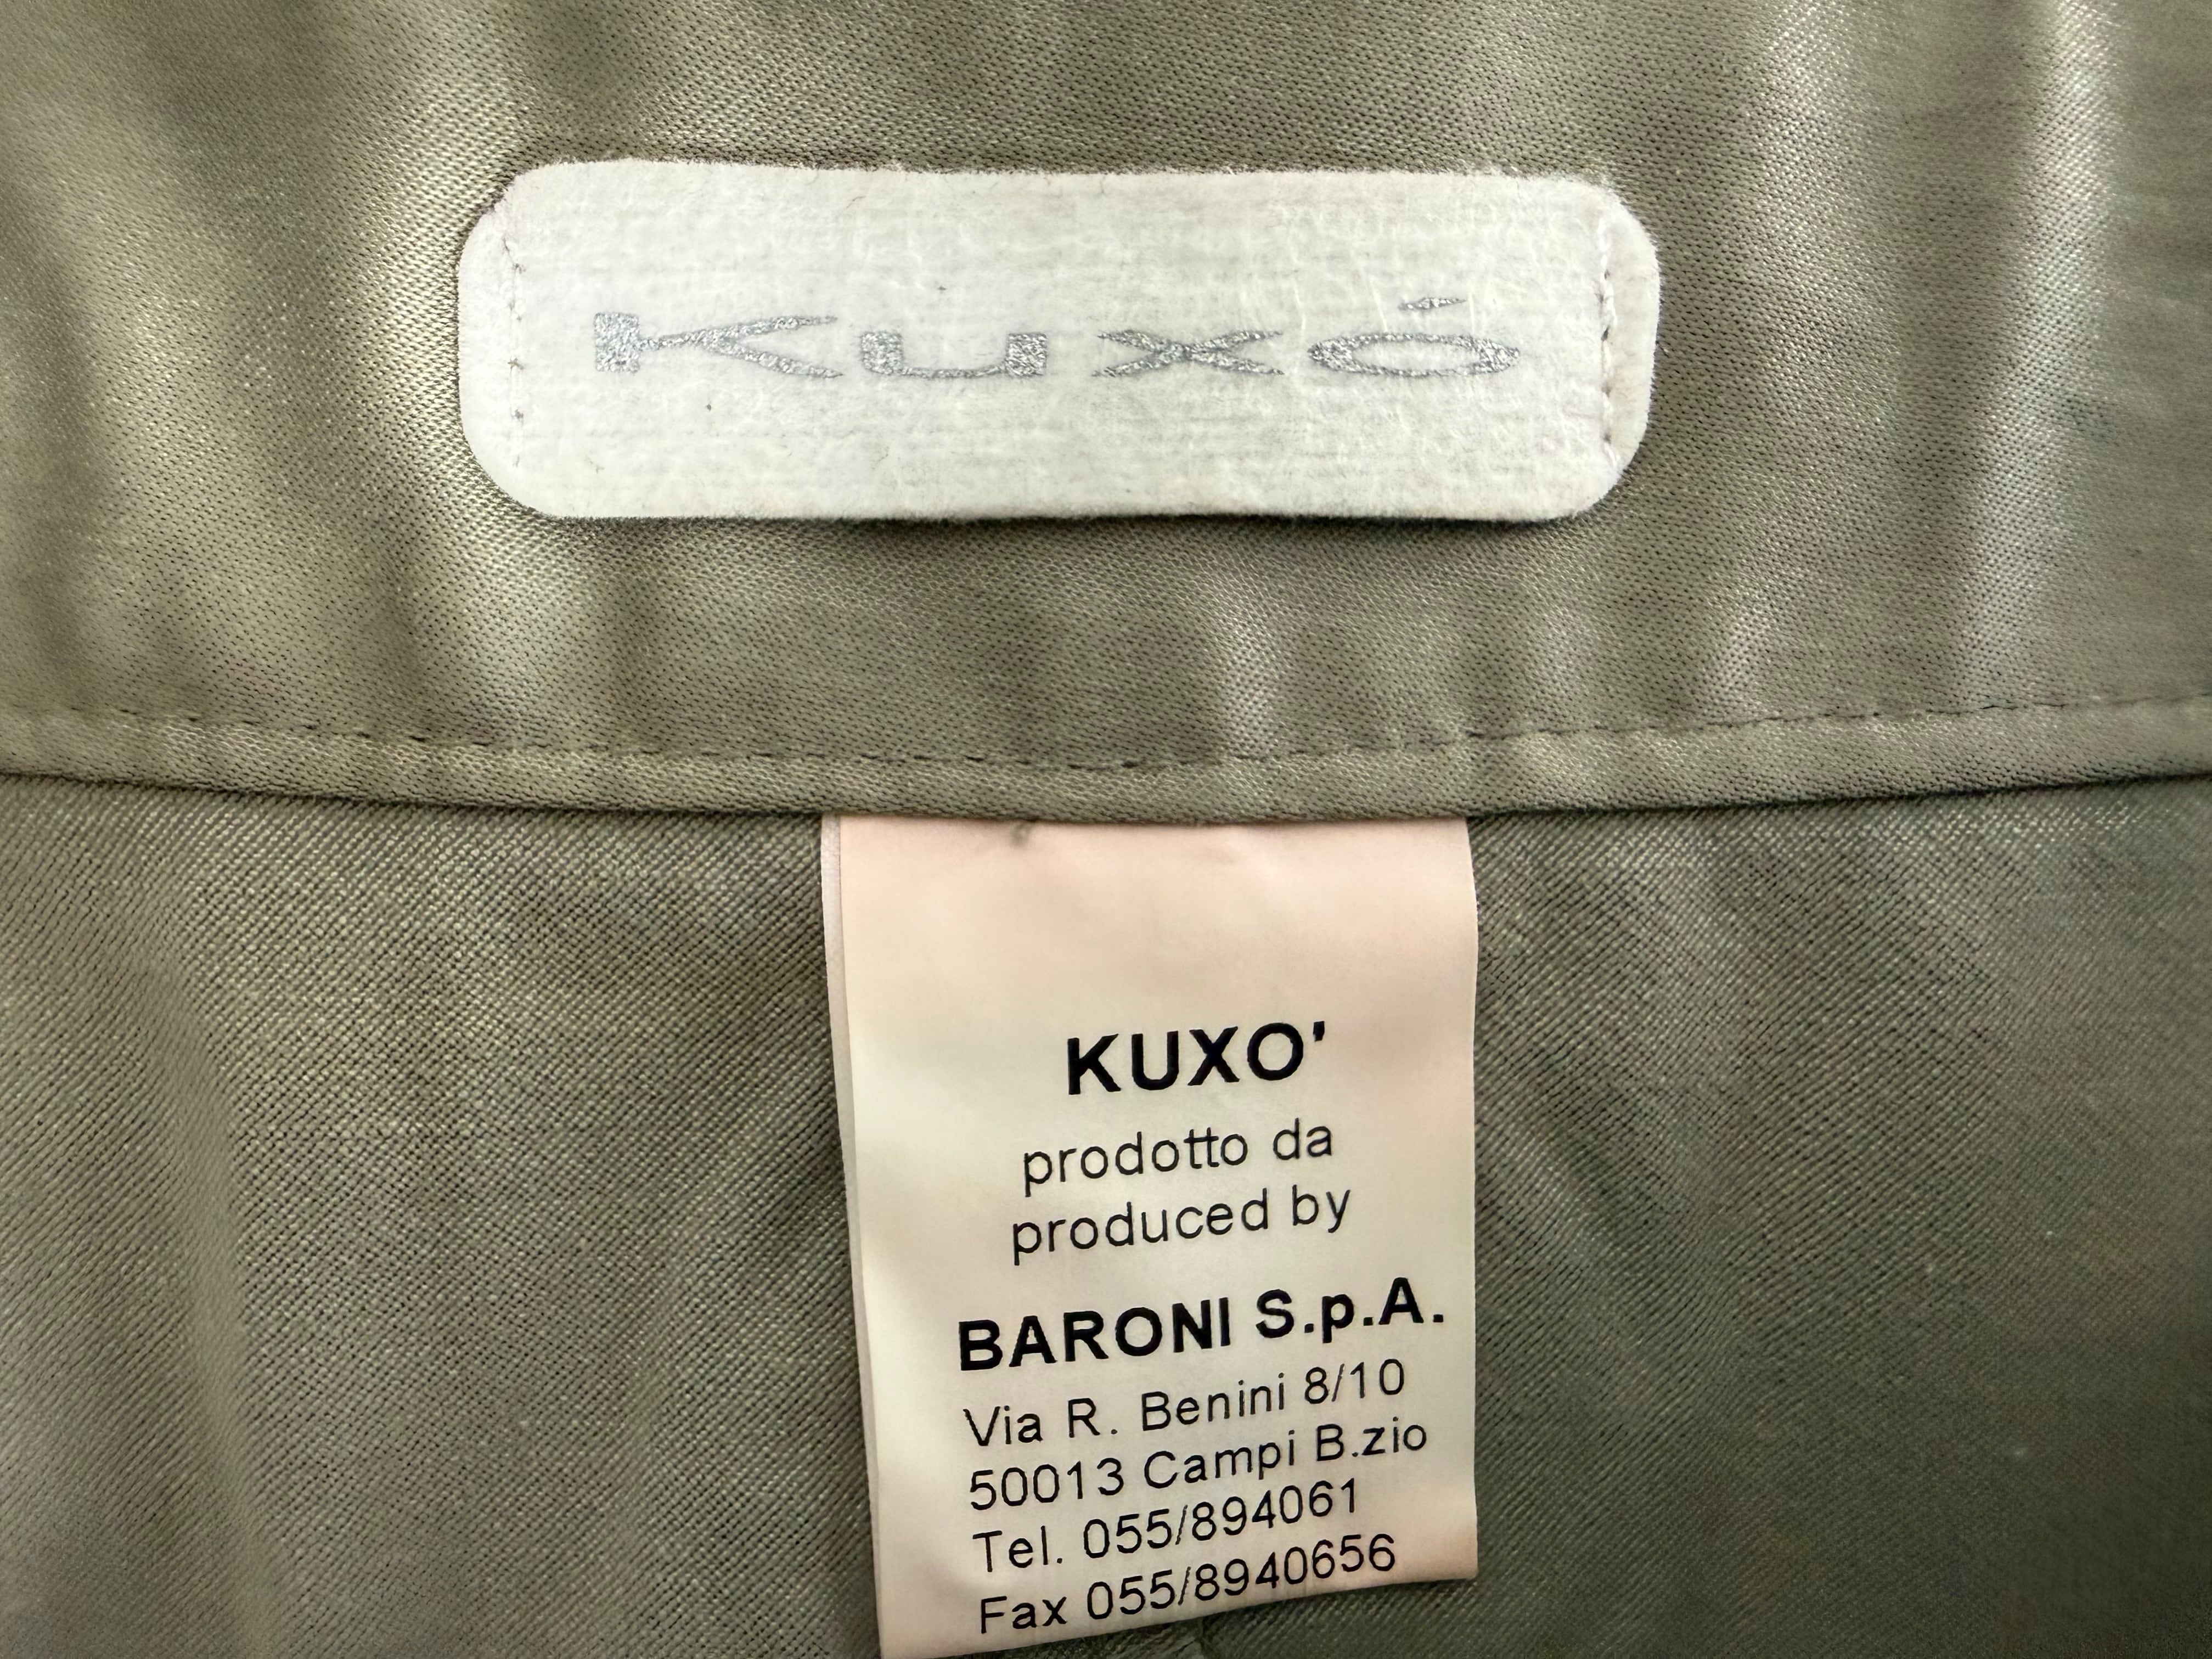 Kuxó
KUXO'
prodotto da
produced by
BARONI S.p.A.
Via R. Benini 8/10
50013 Campi B.zio
Tel. 055/894061
Fax 055/8940656